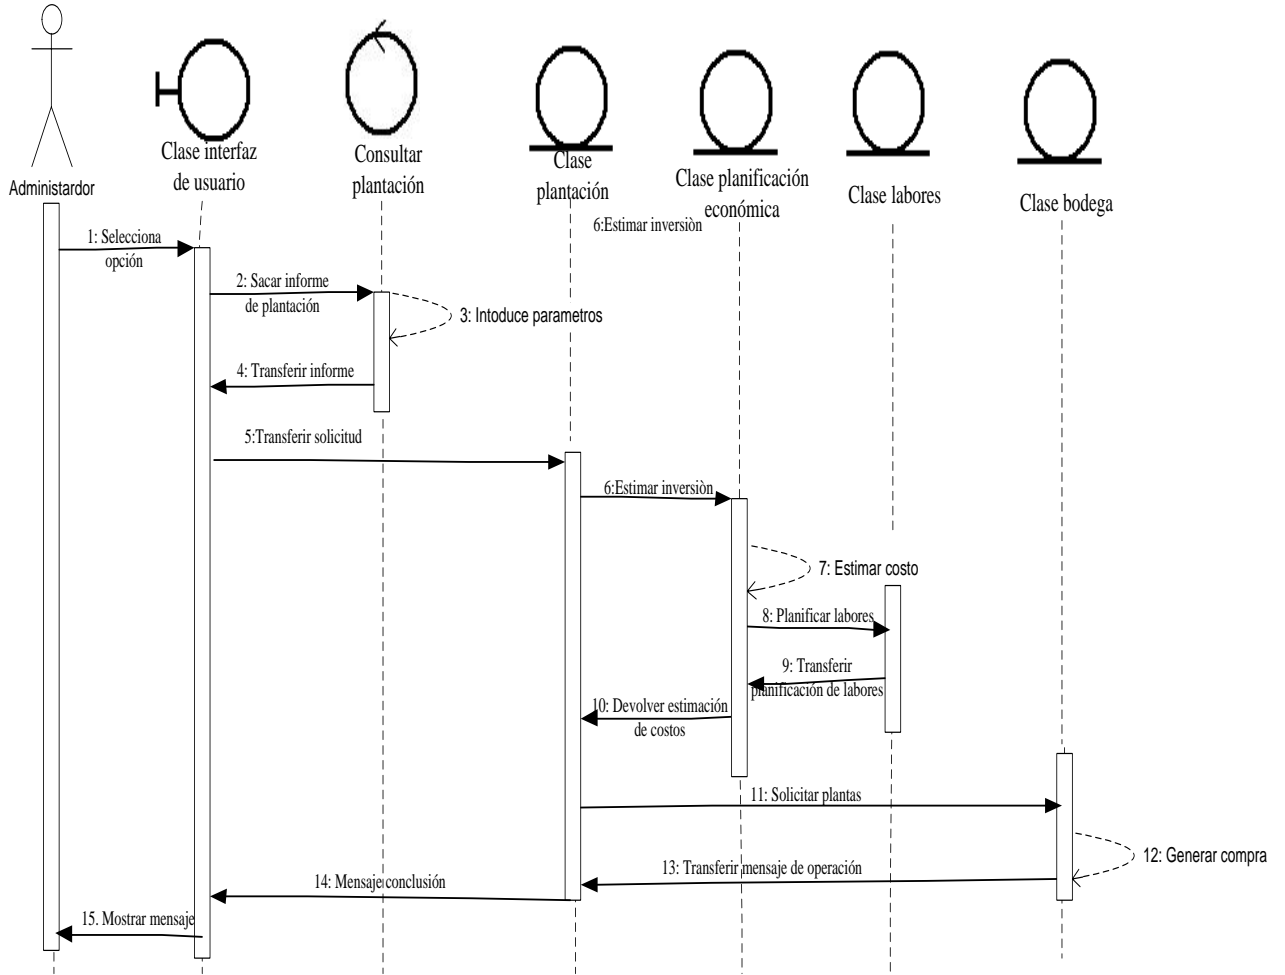 Administardor
Clase interfaz
de usuario
Consultar
plantación
Clase
plantación
Clase planificación
económica
Clase labores
Clase bodega
6:Estimar inversiòn
1: Selecciona
opción
2: Sacar informe
de plantación
3: Intoduce parametros
4: Transferir informe
5:Transferir solicitud
6:Estimar inversiòn
7: Estimar costo
8: Planificar labores
9: Transferir
planificación de labores
10: Devolver estimación
de costos
11: Solicitar plantas
12: Generar compra
13: Transferir mensaje de operación
14: Mensaje conclusión
15. Mostrar mensaje